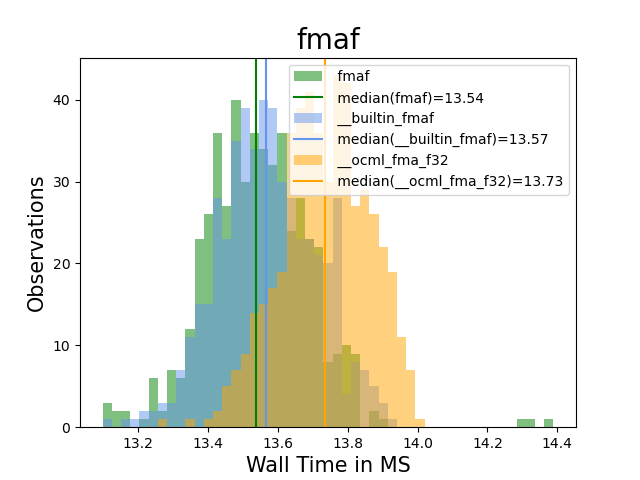 fmaf
Observations
40
30
20
10
0
fmaf
median(fmaf)=13.54
__builtin_fmaf
median(__builtin_fmaf)=13.57
__ocml_fma_f32
median(__ocml_fma_f32)=13.73
13.2 13.4 13.6 13.8 14.0 14.2 14.4
Wall Time in MS